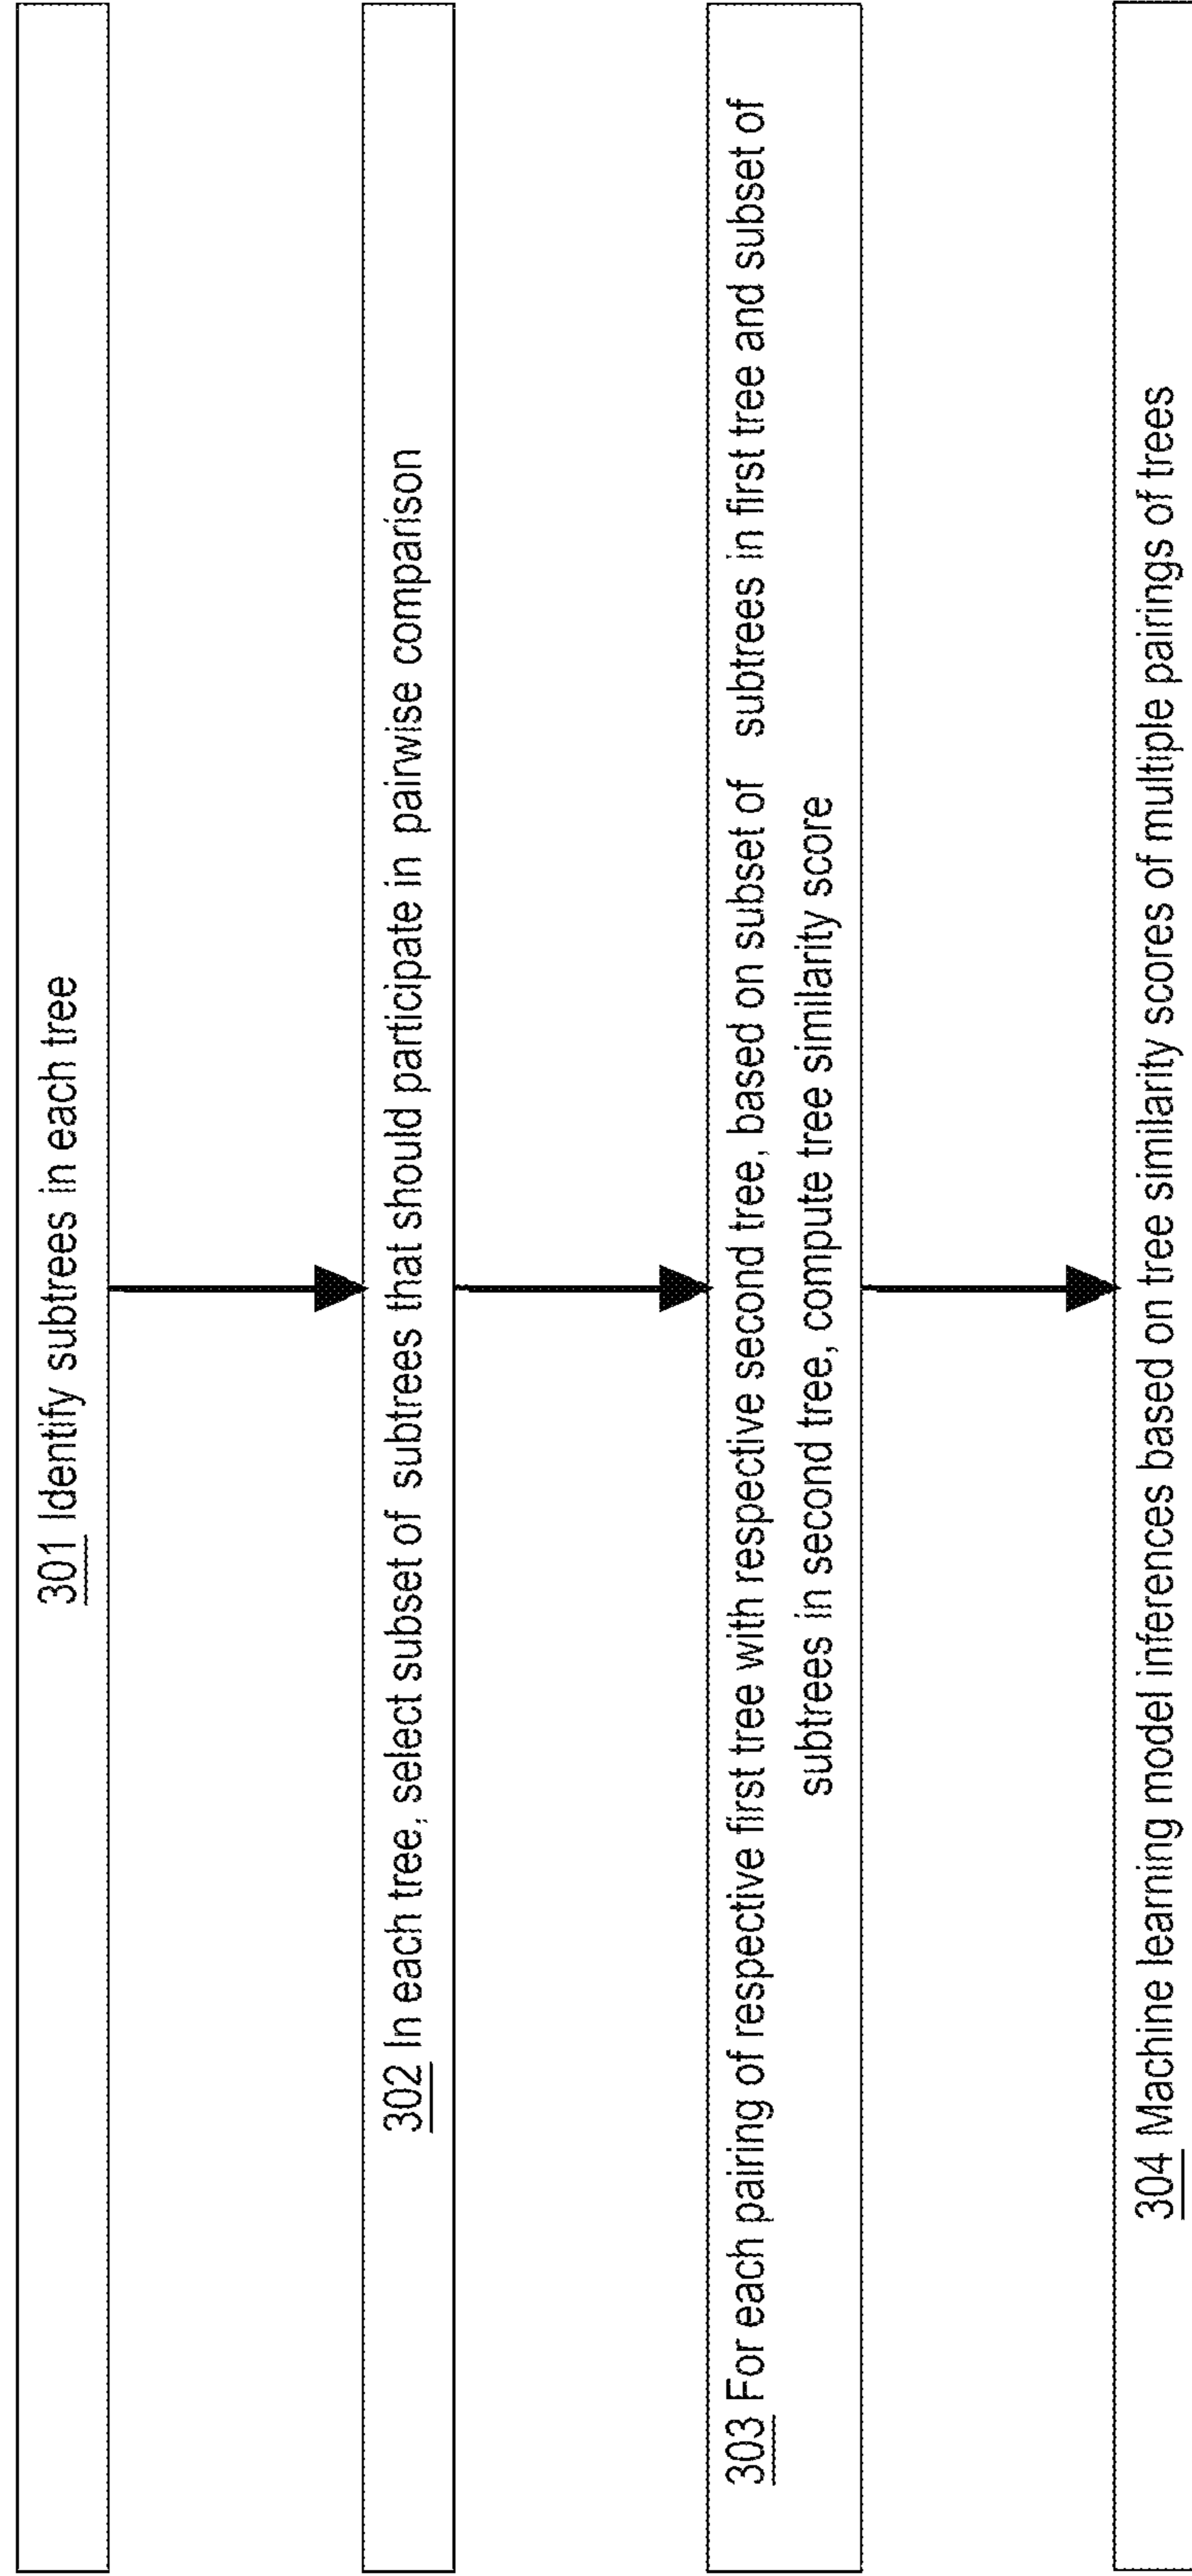 301 Identify subtrees in each tree
302 In each tree, select subset of subtrees that should participate in pairwise comparison
303 For each pairing of respective first tree with respective second tree, based on subset of subtrees in first tree and subset of
subtrees in second tree, compute tree similarity score
304 Machine learning model inferences based on tree similarity scores of multiple pairings of trees